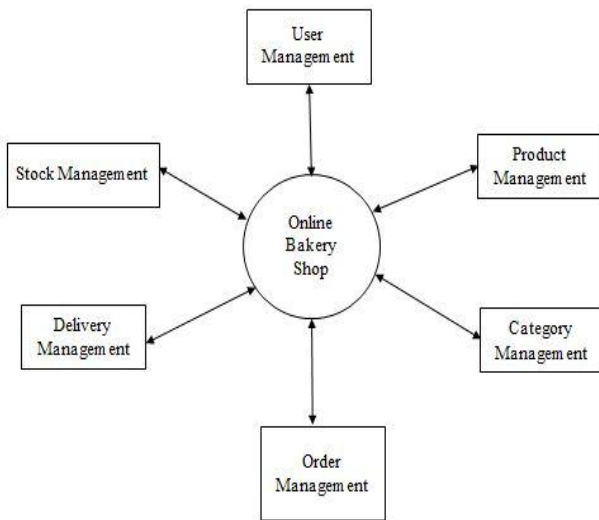 User
Management
Stock Management
Product
Management
Online
Bakery
Shop
Delivery
Management
Category
Management
Order
Management